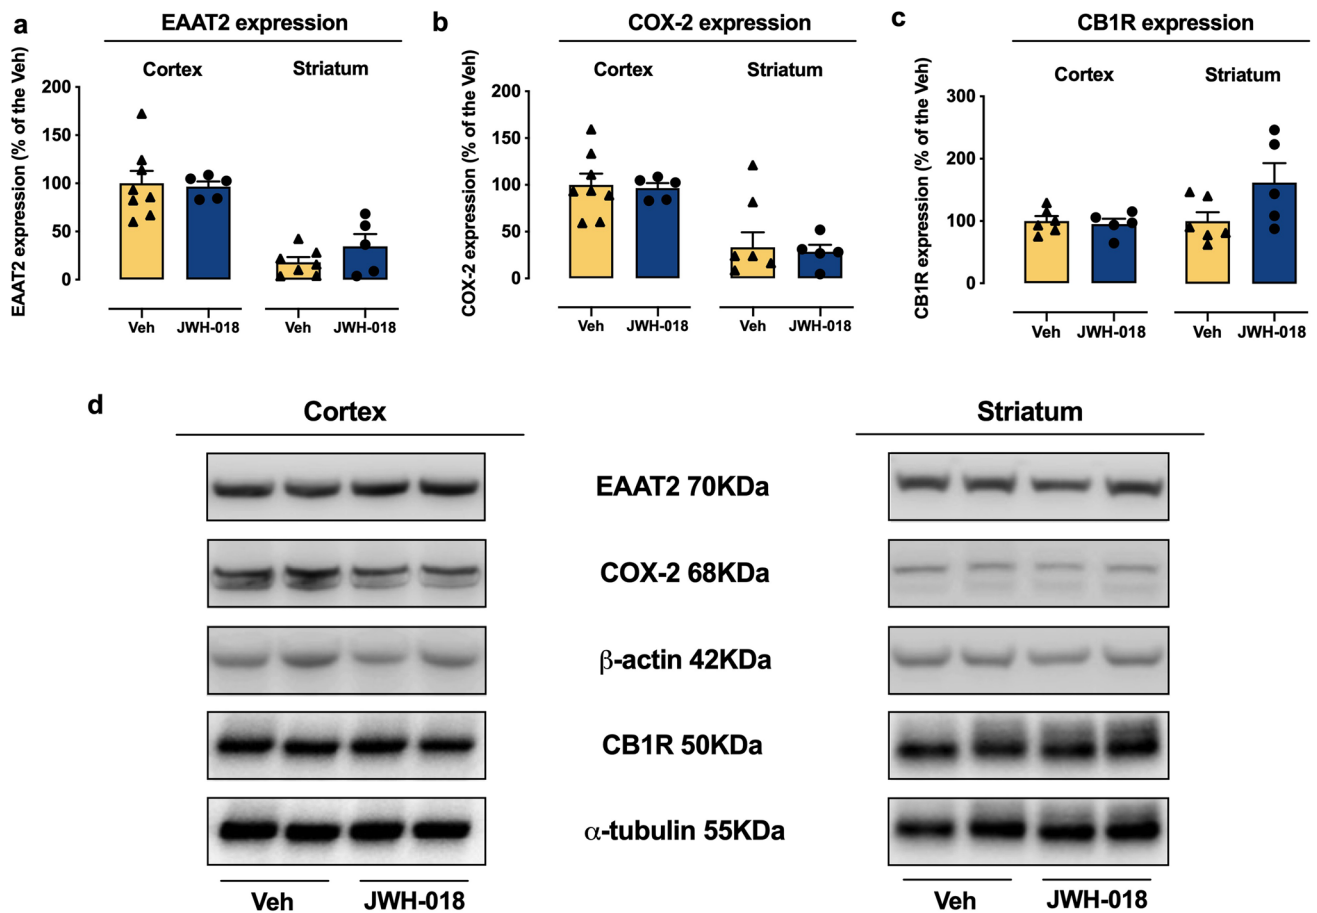 a
EAAT2 expression
Cortex
Striatum
EAAT2 expression (% of the Veh)
200
150
100
50
0
Veh
JWH-018
Veh
JWH-018
b
COX-2 expression
Cortex
Striatum
COX-2 expression (% of the Veh)
200
150
100
50
0
Veh
JWH-018
Veh
JWH-018
c
CB1R expression
Cortex
Striatum
CB1R expression (% of the Veh)
300
200
100
0
Veh
JWH-018
Veh
JWH-018
d
Cortex
Striatum
EAAT2 70KDa
COX-2 68KDa
β-actin 42KDa
CB1R 50KDa
α-tubulin 55KDa
Veh
JWH-018
Veh
JWH-018